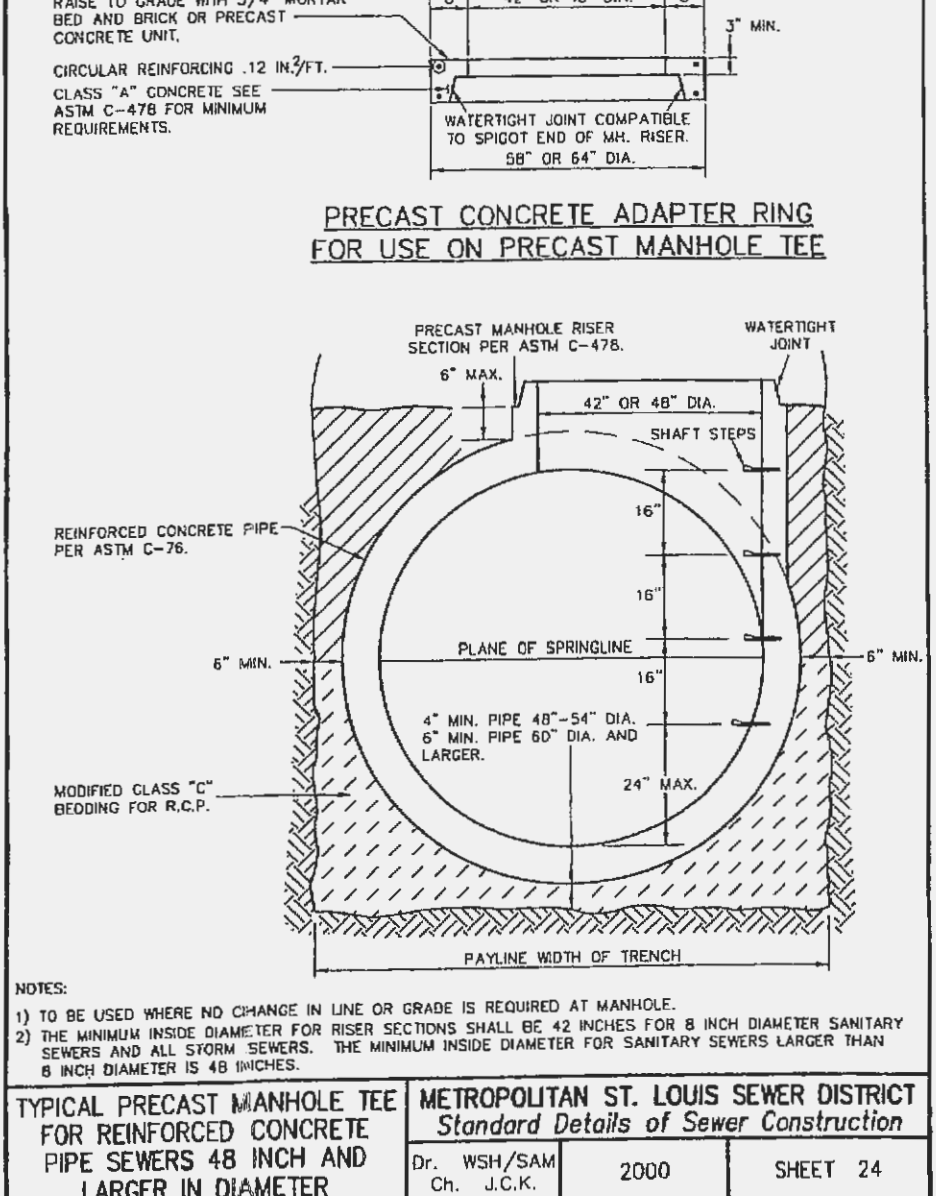 RAISE TO GRADE WITH 3/4" MORTAR
BED AND BRICK OR PRECAST
CONCRETE UNIT.
CIRCULAR REINFORCING .12 IN.²/FT.
CLASS "A" CONCRETE SEE
ASTM C-478 FOR MINIMUM
REQUIREMENTS.
3" MIN.
WATERTIGHT JOINT COMPATIBLE
TO SPIGOT END OF MH. RISER.
58" OR 64" DIA.
PRECAST CONCRETE ADAPTER RING
FOR USE ON PRECAST MANHOLE TEE
PRECAST MANHOLE RISER
SECTION PER ASTM C-478.
WATERTIGHT
JOINT
6" MAX.
42" OR 48" DIA.
SHAFT STEPS
16"
REINFORCED CONCRETE PIPE
PER ASTM C-76.
16"
PLANE OF SPRINGLINE
6" MIN.
6" MIN.
16"
4" MIN. PIPE 48"-54" DIA.
6" MIN. PIPE 60" DIA. AND
LARGER.
24" MAX.
MODIFIED CLASS "C"
BEDDING FOR R.C.P.
PAYLINE WIDTH OF TRENCH
NOTES:
1) TO BE USED WHERE NO CHANGE IN LINE OR GRADE IS REQUIRED AT MANHOLE.
2) THE MINIMUM INSIDE DIAMETER FOR RISER SECTIONS SHALL BE 42 INCHES FOR 8 INCH DIAMETER SANITARY
SEWERS AND ALL STORM SEWERS. THE MINIMUM INSIDE DIAMETER FOR SANITARY SEWERS LARGER THAN
8 INCH DIAMETER IS 48 INCHES.
TYPICAL PRECAST MANHOLE TEE
FOR REINFORCED CONCRETE
PIPE SEWERS 48 INCH AND
LARGER IN DIAMETER
METROPOLITAN ST. LOUIS SEWER DISTRICT
Standard Details of Sewer Construction
Dr. WSH/SAM
Ch. J.C.K.
2000
SHEET 24